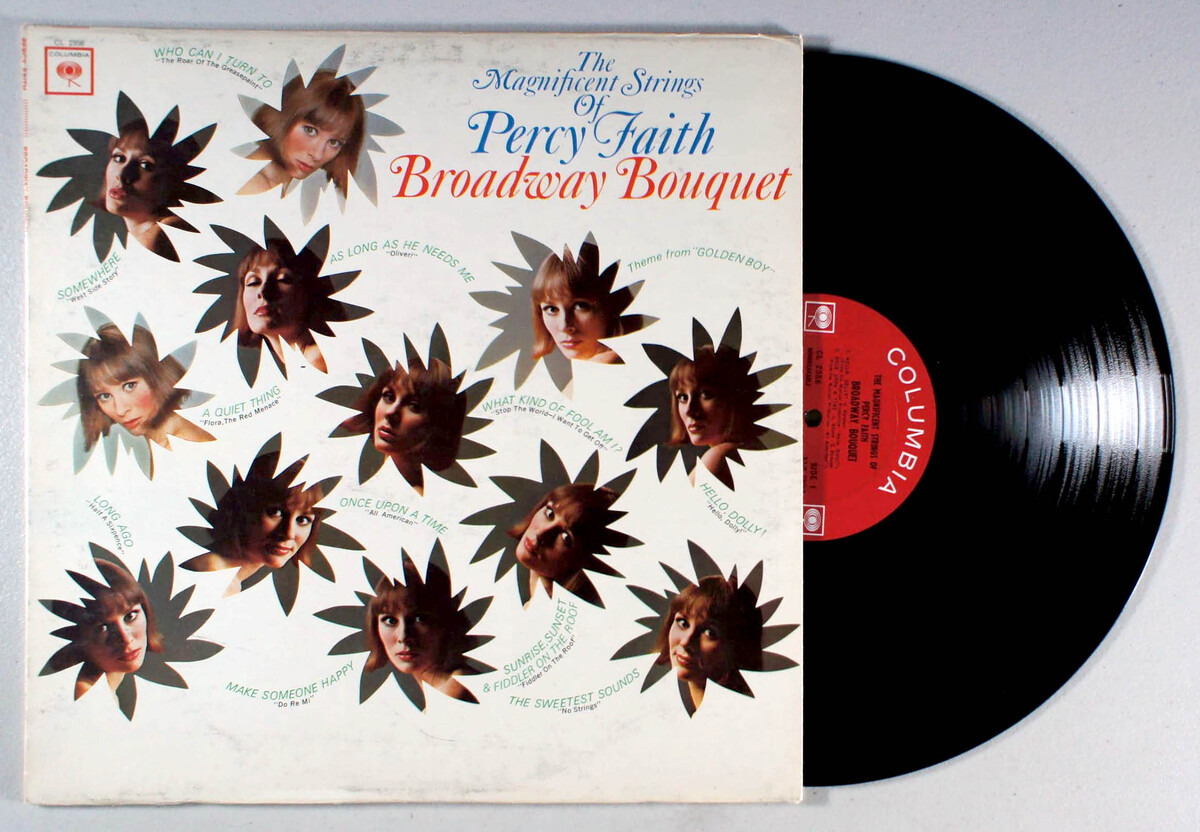 CL 2356
COLUMBIA
The
Magnificent Strings
Of
Percy Faith
Broadway Bouquet
WHO CAN I TURN TO
"The Roar Of The Greasepaint"
SOMEWHERE
"West Side Story"
AS LONG AS HE NEEDS ME
"Oliver!"
Theme from "GOLDEN BOY"
A QUIET THING
"Flora, The Red Menace"
WHAT KIND OF FOOL AM I?
"Stop The World–I Want To Get Off"
LONG AGO
"Half A Sixpence"
ONCE UPON A TIME
"All American"
HELLO, DOLLY!
"Hello, Dolly"
MAKE SOMEONE HAPPY
"Do Re Mi"
SUNRISE, SUNSET
& FIDDLER ON THE ROOF
"Fiddler On The Roof"
THE SWEETEST SOUNDS
"No Strings"
COLUMBIA
CL 2356
THE MAGNIFICENT STRINGS OF
PERCY FAITH
BROADWAY BOUQUET
SIDE 1